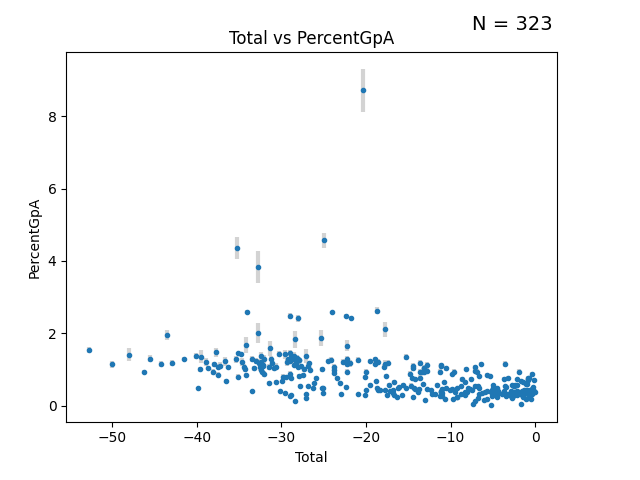 N = 323
Total vs PercentGpA
PercentGpA
8
6
4
2
0
−50 −40 −30 −20 −10 0
Total